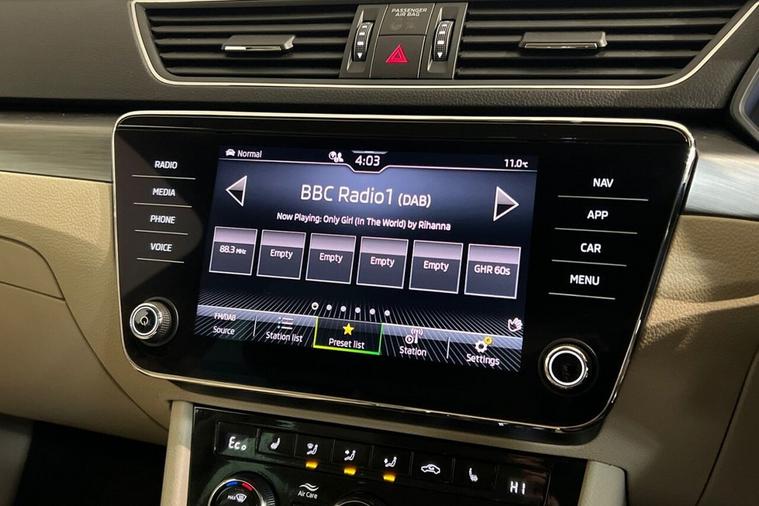 PASSENGER
AIR BAG
RADIO
MEDIA
PHONE
VOICE
Normal
4:03
11.0°C
BBC Radio1 (DAB)
Now Playing: Only Girl (In The World) by Rihanna
88.3 MHz
Empty
Empty
Empty
Empty
GHR 60s
FM/DAB
Source
Station list
Preset list
Station
Settings
NAV
APP
CAR
MENU
Eco
HI
MAX
Air Care